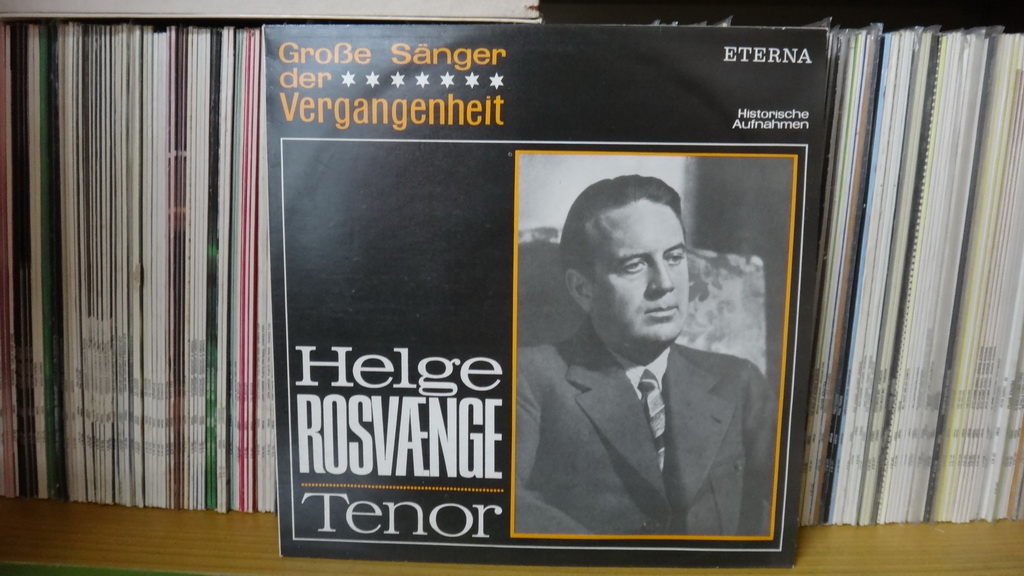 Große Sänger
der ✶ ✶ ✶ ✶ ✶ ✶ ✶
Vergangenheit
ETERNA
Historische
Aufnahmen
Helge
ROSVÆNGE
Tenor